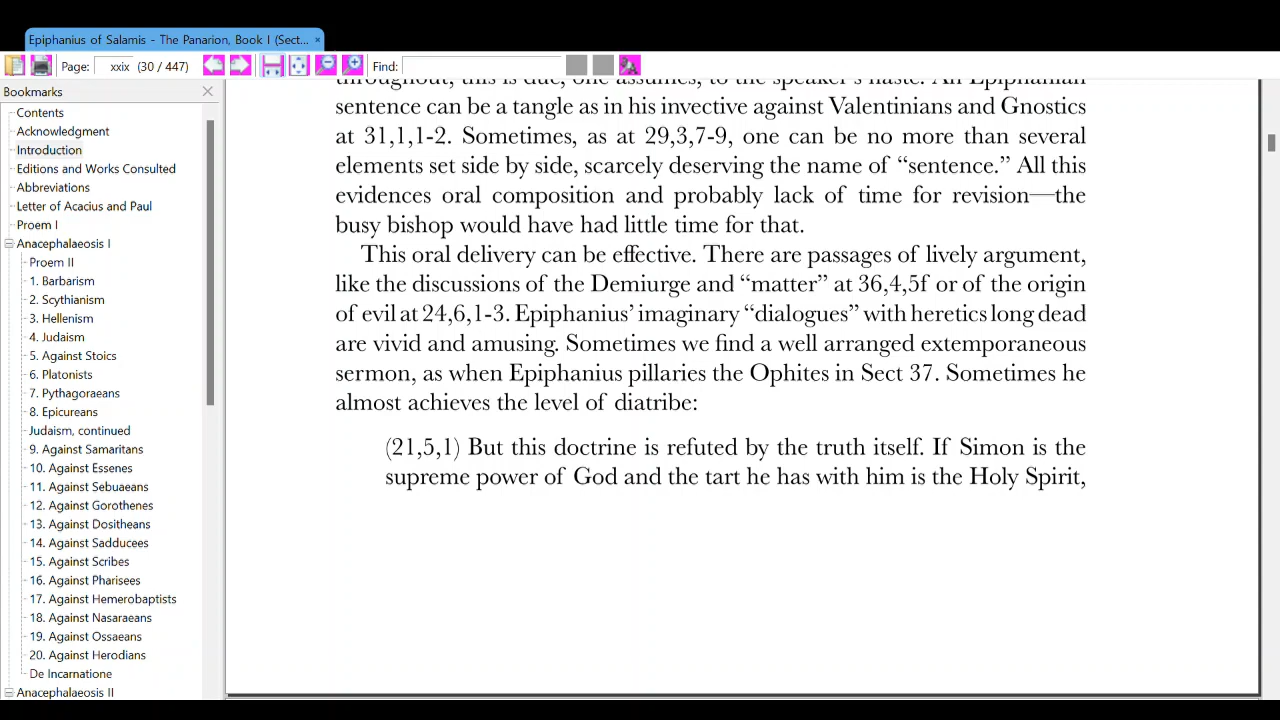 Epiphanius of Salamis - The Panarion, Book I (Sect... ×
Page: xxix (30 / 447) Find:
Bookmarks
Contents
Acknowledgment
Introduction
Editions and Works Consulted
Abbreviations
Letter of Acacius and Paul
Proem I
Anacephalaeosis I
Proem II
1. Barbarism
2. Scythianism
3. Hellenism
4. Judaism
5. Against Stoics
6. Platonists
7. Pythagoraeans
8. Epicureans
Judaism, continued
9. Against Samaritans
10. Against Essenes
11. Against Sebuaeans
12. Against Gorothenes
13. Against Dositheans
14. Against Sadducees
15. Against Scribes
16. Against Pharisees
17. Against Hemerobaptists
18. Against Nasaraeans
19. Against Ossaeans
20. Against Herodians
De Incarnatione
Anacephalaeosis II
throughout, this is due, one assumes, to the speaker's haste. An Epiphanian
sentence can be a tangle as in his invective against Valentinians and Gnostics
at 31,1,1-2. Sometimes, as at 29,3,7-9, one can be no more than several
elements set side by side, scarcely deserving the name of “sentence.” All this
evidences oral composition and probably lack of time for revision—the
busy bishop would have had little time for that.
This oral delivery can be effective. There are passages of lively argument,
like the discussions of the Demiurge and “matter” at 36,4,5f or of the origin
of evil at 24,6,1-3. Epiphanius’ imaginary “dialogues” with heretics long dead
are vivid and amusing. Sometimes we find a well arranged extemporaneous
sermon, as when Epiphanius pillaries the Ophites in Sect 37. Sometimes he
almost achieves the level of diatribe:
(21,5,1) But this doctrine is refuted by the truth itself. If Simon is the
supreme power of God and the tart he has with him is the Holy Spirit,